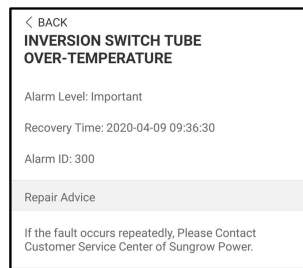 < BACK
INVERSION SWITCH TUBE
OVER-TEMPERATURE
Alarm Level: Important
Recovery Time: 2020-04-09 09:36:30
Alarm ID: 300
Repair Advice
If the fault occurs repeatedly, Please Contact
Customer Service Center of Sungrow Power.